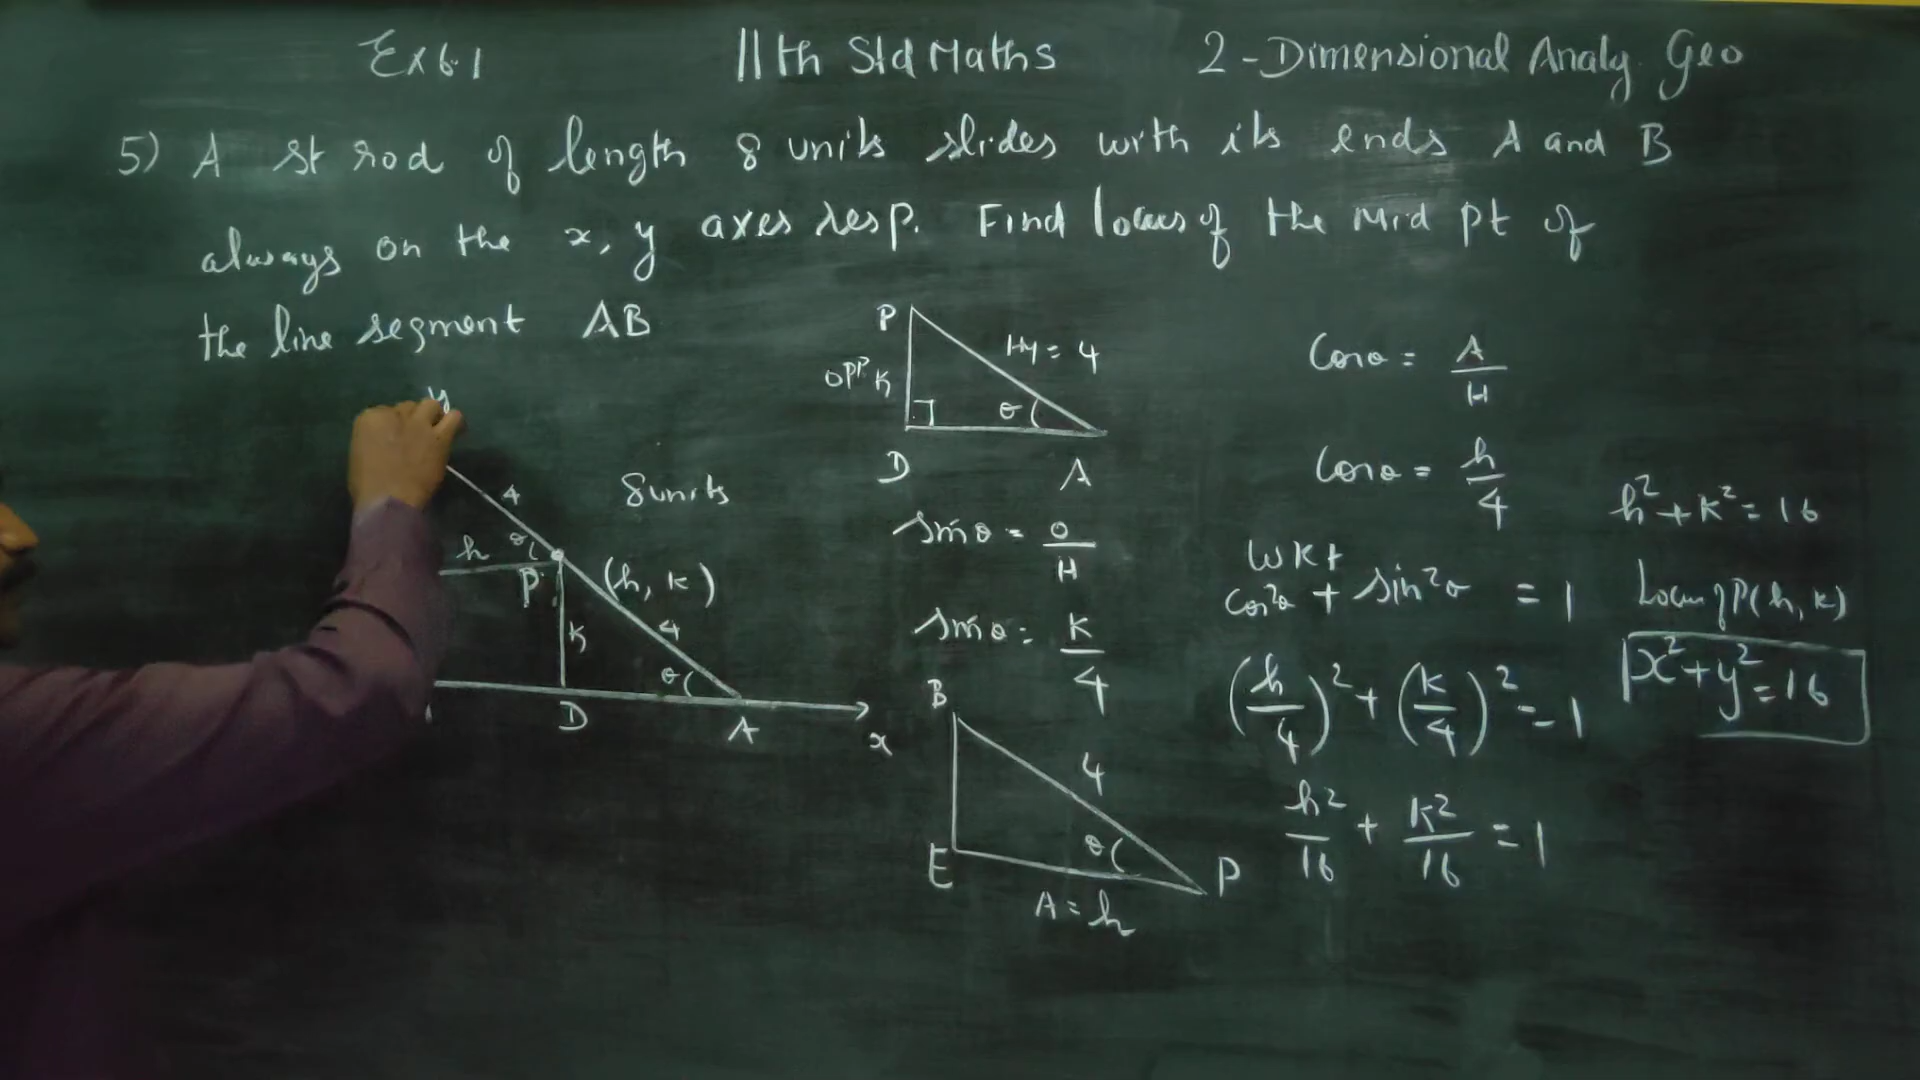 Ex 6.1 11th Std Maths 2-Dimensional Analy. Geo
5) A st rod of length 8 units slides with its ends A and B
always on the x, y axes resp. Find locus of the mid pt of
the line segment AB
y
4
8 units
θ
h
P
(h, k)
k
4
θ
D
A
x
P
Hy = 4
opp k
θ
D
A
sin θ = O/H
sin θ = k/4
B
4
θ
E
P
A = h
Cos θ = A/H
Cos θ = h/4
WKT
cos²θ + sin²θ = 1
(h/4)² + (k/4)² = 1
h²/16 + k²/16 = 1
h² + k² = 16
Locus of P(h, k)
x² + y² = 16